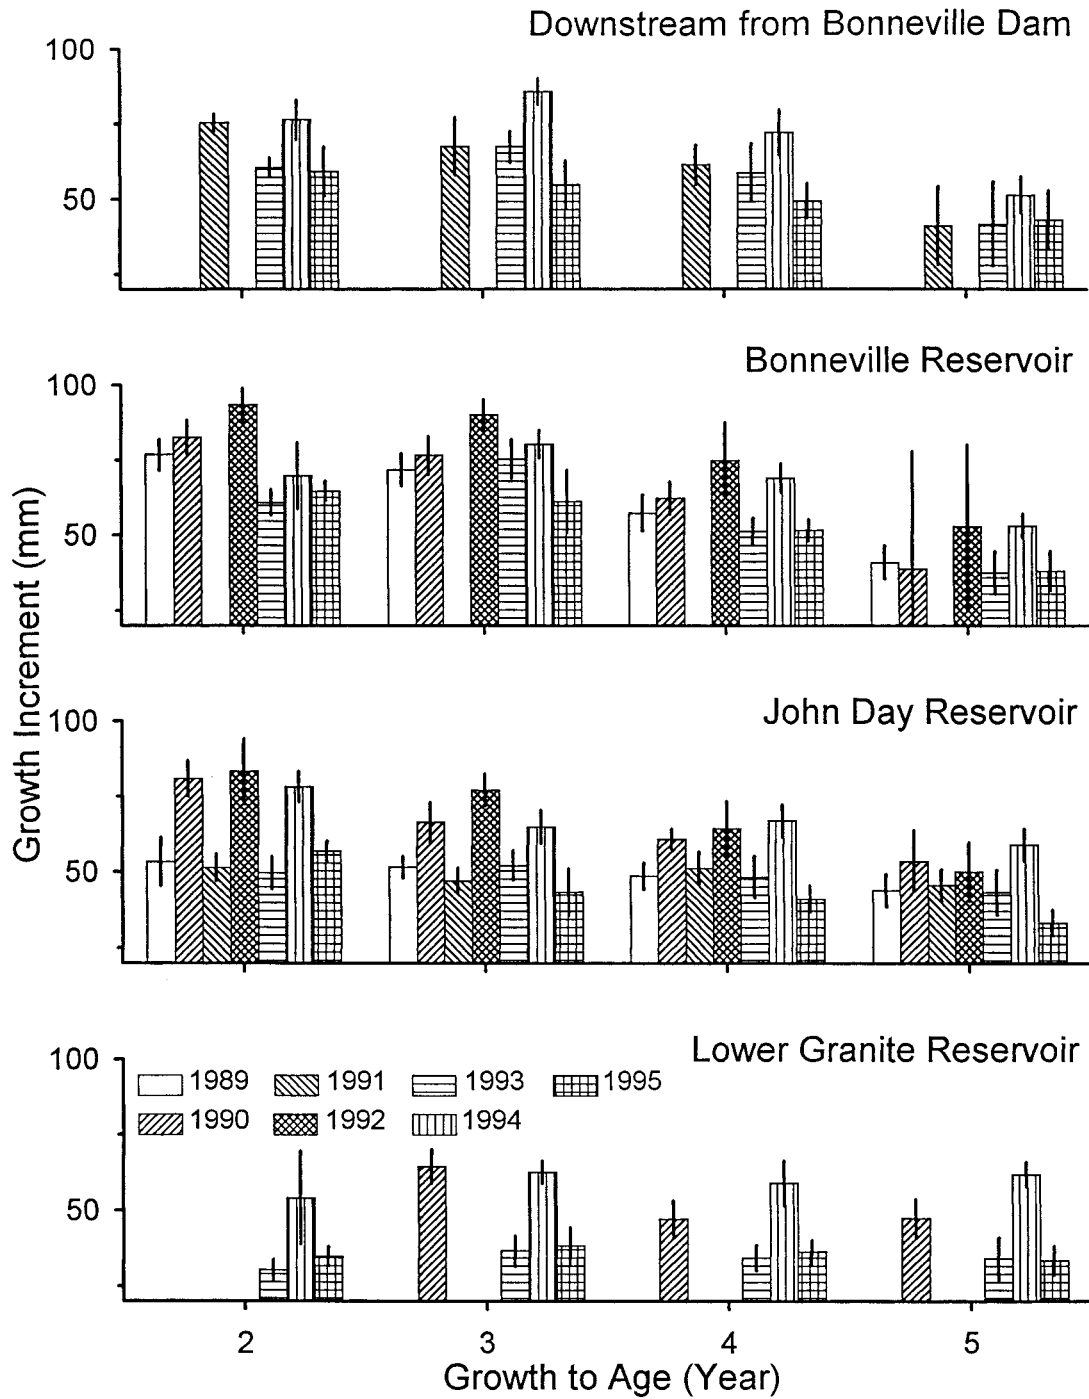 Downstream from Bonneville Dam
100
50
Bonneville Reservoir
100
50
Growth Increment (mm)
John Day Reservoir
100
50
Lower Granite Reservoir
100
1989 1991 1993 1995
1990 1992 1994
50
2 3 4 5
Growth to Age (Year)